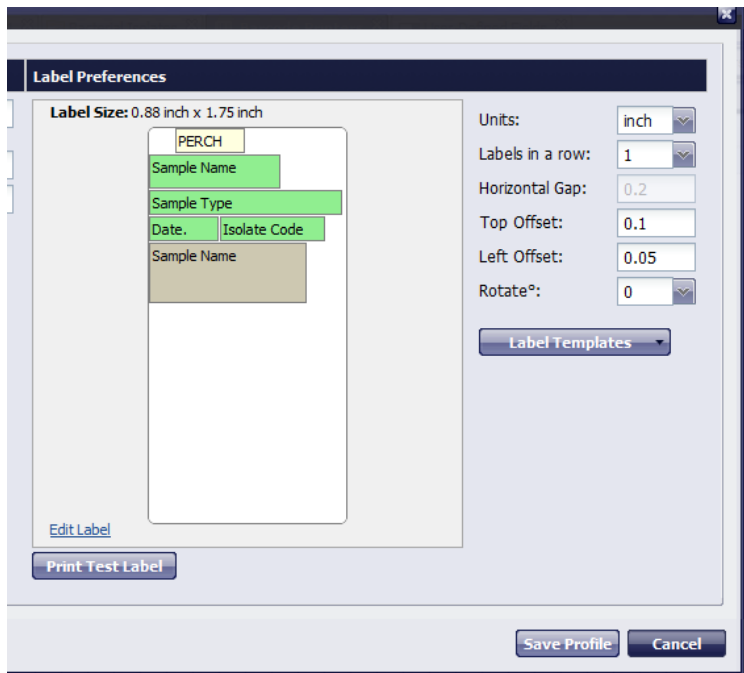 Label Preferences
Label Size: 0.88 inch x 1.75 inch
PERCH
Sample Name
Sample Type
Date. Isolate Code
Sample Name
Edit Label
Print Test Label
Units: inch
Labels in a row: 1
Horizontal Gap: 0.2
Top Offset: 0.1
Left Offset: 0.05
Rotate°: 0
Label Templates
Save Profile Cancel